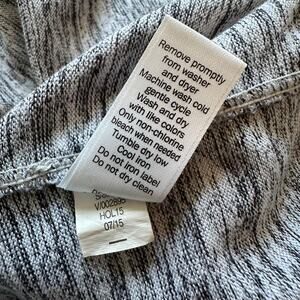 Remove promptly
from washer
and dryer
Machine wash cold
gentle cycle
Wash and dry
with like colors
Only non-chlorine
bleach when needed
Tumble dry low
Cool iron
Do not iron label
Do not dry clean
V/002895
HOL15
07/15